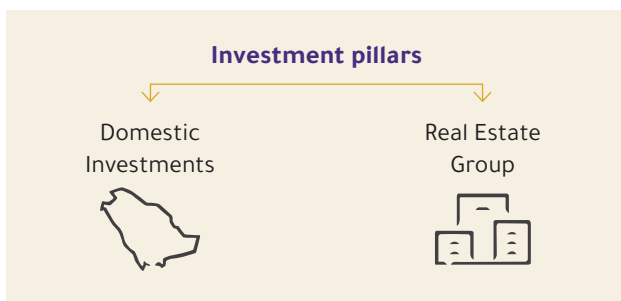 Investment pillars
Domestic
Investments
Real Estate
Group